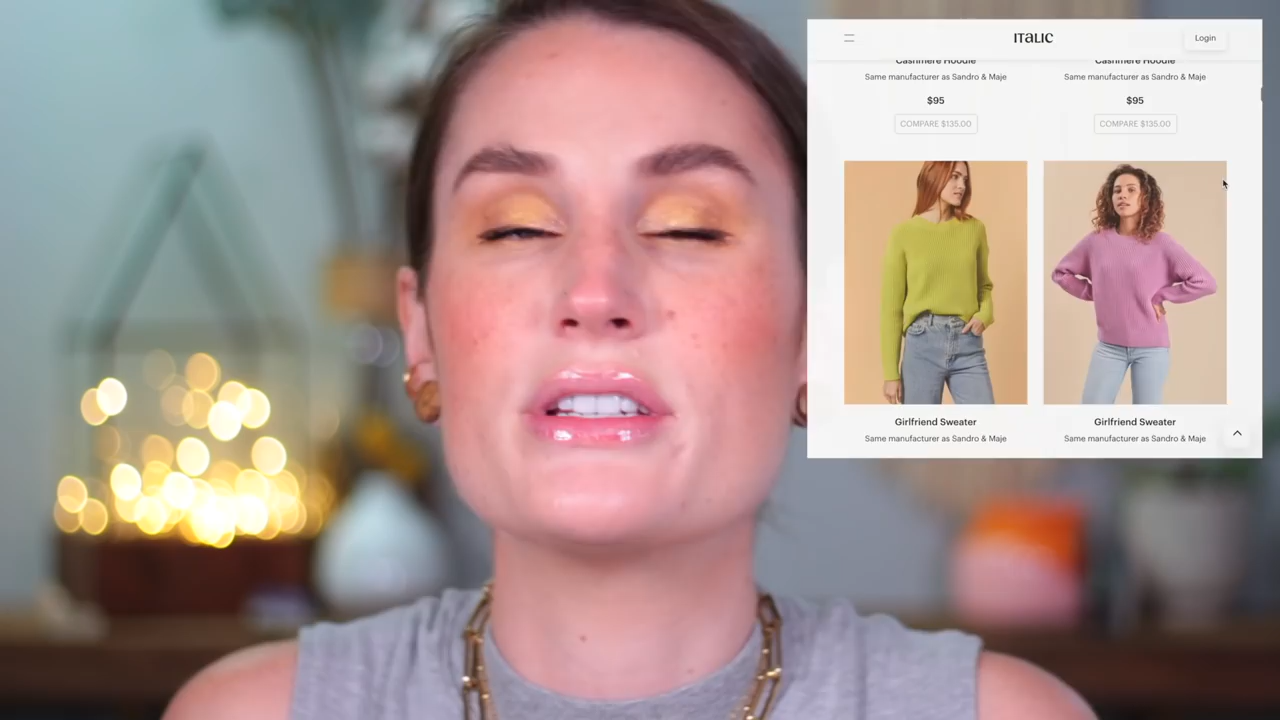 ITALIC
Login
Cashmere Hoodie
Cashmere Hoodie
Same manufacturer as Sandro & Maje
Same manufacturer as Sandro & Maje
$95
$95
COMPARE $135.00
COMPARE $135.00
Girlfriend Sweater
Girlfriend Sweater
Same manufacturer as Sandro & Maje
Same manufacturer as Sandro & Maje